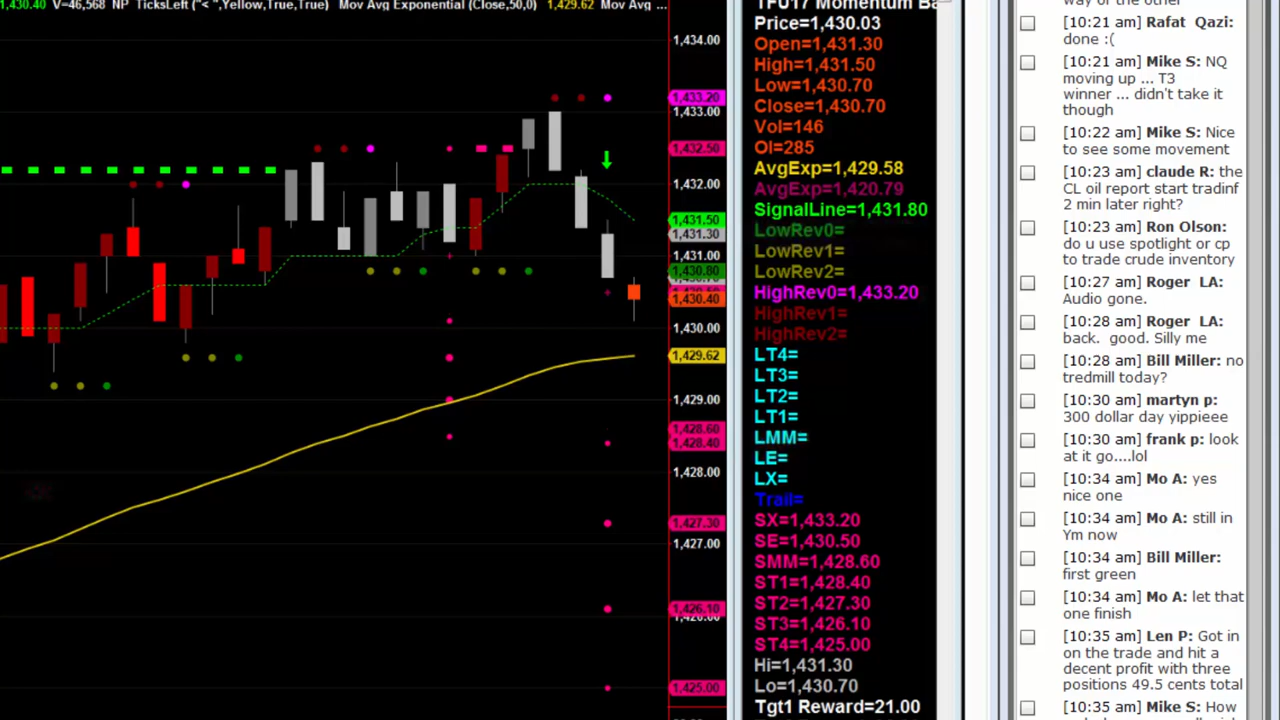 1,430.40 V=46,568 NP TicksLeft ("< ",Yellow,True,True) Mov Avg Exponential (Close,50,0) 1,429.62 Mov Avg ...
1,434.00
1,433.20
1,433.00
1,432.50
1,432.00
1,431.50
1,431.30
1,431.00
1,430.80
1,430.40
1,430.00
1,429.62
1,429.00
1,428.60
1,428.40
1,428.00
1,427.30
1,427.00
1,426.10
1,425.00
TFU17 Momentum Ba
Price=1,430.03
Open=1,431.30
High=1,431.50
Low=1,430.70
Close=1,430.70
Vol=146
OI=285
AvgExp=1,429.58
AvgExp=1,420.79
SignalLine=1,431.80
LowRev0=
LowRev1=
LowRev2=
HighRev0=1,433.20
HighRev1=
HighRev2=
LT4=
LT3=
LT2=
LT1=
LMM=
LE=
LX=
Trail=
SX=1,433.20
SE=1,430.50
SMM=1,428.60
ST1=1,428.40
ST2=1,427.30
ST3=1,426.10
ST4=1,425.00
Hi=1,431.30
Lo=1,430.70
Tgt1 Reward=21.00
way of the other
[10:21 am] Rafat Qazi:
done :(
[10:21 am] Mike S: NQ
moving up ... T3
winner ... didn't take it
though
[10:22 am] Mike S: Nice
to see some movement
[10:23 am] claude R: the
CL oil report start tradinf
2 min later right?
[10:23 am] Ron Olson:
do u use spotlight or cp
to trade crude inventory
[10:27 am] Roger LA:
Audio gone.
[10:28 am] Roger LA:
back. good. Silly me
[10:28 am] Bill Miller: no
tredmill today?
[10:30 am] martyn p:
300 dollar day yippieee
[10:30 am] frank p: look
at it go....lol
[10:34 am] Mo A: yes
nice one
[10:34 am] Mo A: still in
Ym now
[10:34 am] Bill Miller:
first green
[10:34 am] Mo A: let that
one finish
[10:35 am] Len P: Got in
on the trade and hit a
decent profit with three
positions 49.5 cents total
[10:35 am] Mike S: How